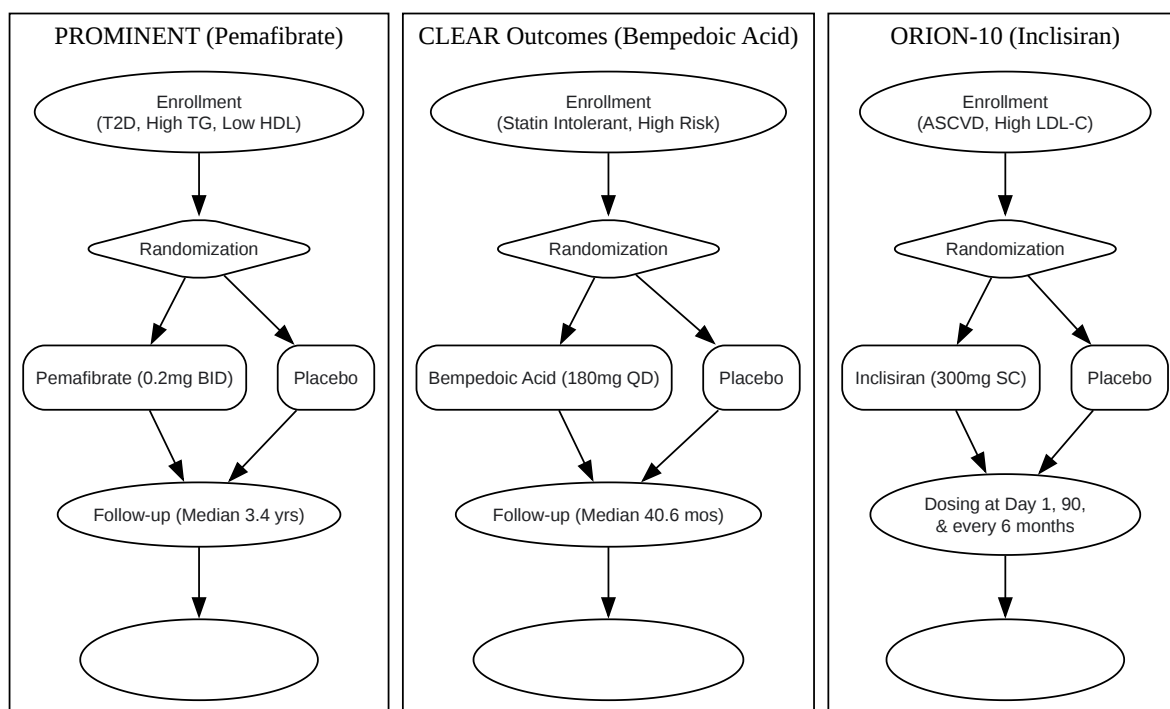 PROMINENT (Pemafibrate)
Enrollment
(T2D, High TG, Low HDL)
Randomization
Pemafibrate (0.2mg BID)
Placebo
Follow-up (Median 3.4 yrs)
CLEAR Outcomes (Bempedoic Acid)
Enrollment
(Statin Intolerant, High Risk)
Randomization
Bempedoic Acid (180mg QD)
Placebo
Follow-up (Median 40.6 mos)
ORION-10 (Inclisiran)
Enrollment
(ASCVD, High LDL-C)
Randomization
Inclisiran (300mg SC)
Placebo
Dosing at Day 1, 90,
& every 6 months